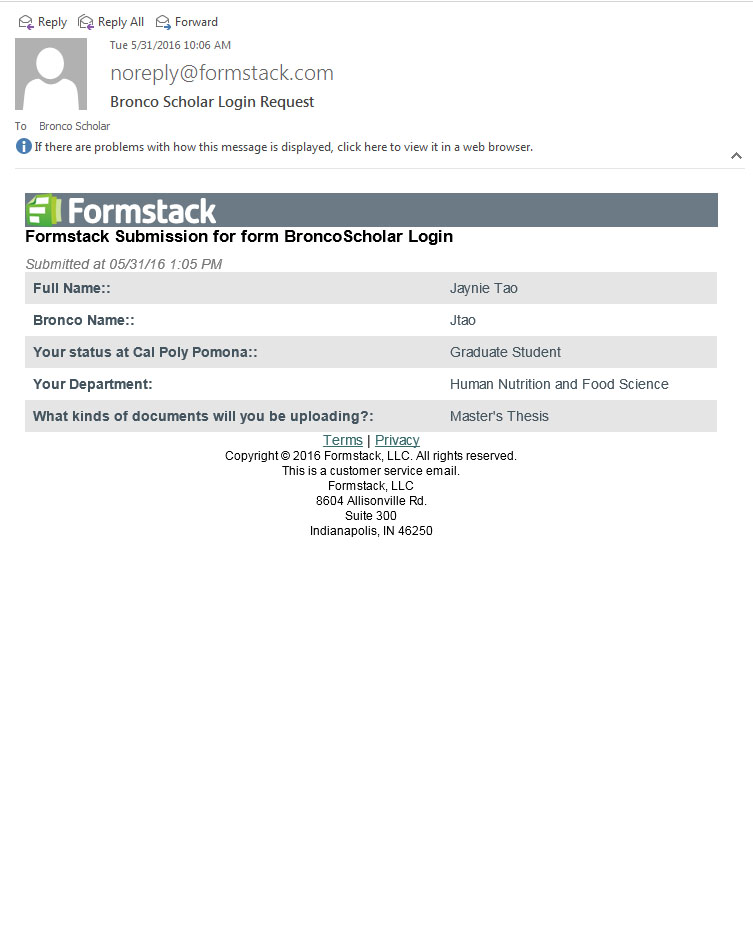 Reply Reply All Forward
Tue 5/31/2016 10:06 AM
noreply@formstack.com
Bronco Scholar Login Request
To Bronco Scholar
If there are problems with how this message is displayed, click here to view it in a web browser.
Formstack
Formstack Submission for form BroncoScholar Login
Submitted at 05/31/16 1:05 PM
Full Name:: Jaynie Tao
Bronco Name:: Jtao
Your status at Cal Poly Pomona:: Graduate Student
Your Department: Human Nutrition and Food Science
What kinds of documents will you be uploading?: Master's Thesis
Terms | Privacy
Copyright © 2016 Formstack, LLC. All rights reserved.
This is a customer service email.
Formstack, LLC
8604 Allisonville Rd.
Suite 300
Indianapolis, IN 46250